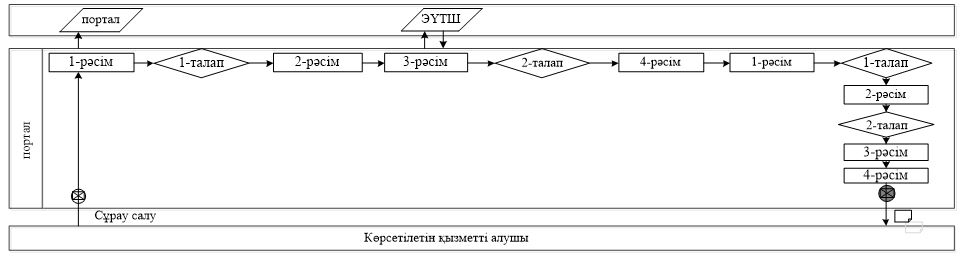 портал ЭҮТШ
1-рәсім 1-талап 2-рәсім 3-рәсім 2-талап 4-рәсім 1-рәсім 1-талап
2-рәсім
2-талап
3-рәсім
4-рәсім
портал
Сұрау салу
Көрсетілетін қызметті алушы